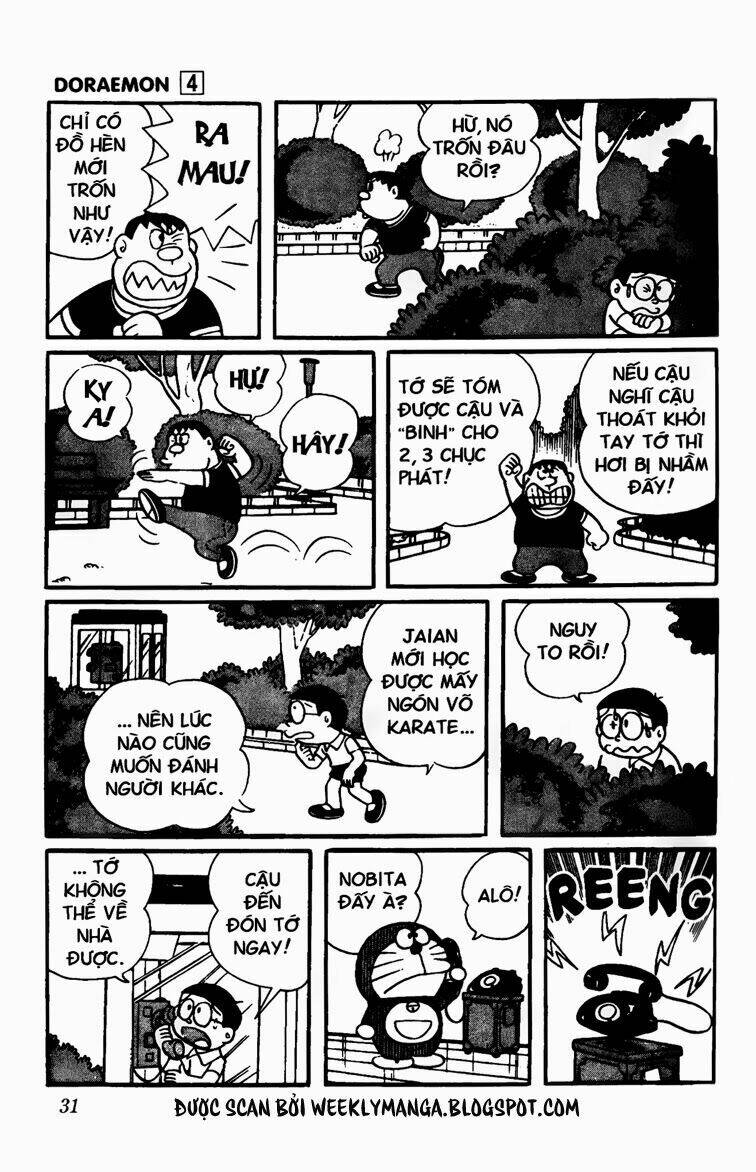 DORAEMON 4
HỪ, NÓ
TRỐN ĐÂU
RỒI?
RA
MAU!
CHỈ CÓ
ĐỒ HÈN
MỚI
TRỐN
NHƯ
VẬY!
NẾU CẬU
NGHĨ CẬU
THOÁT KHỎI
TAY TỚ THÌ
HƠI BỊ NHẦM
ĐẤY!
TỚ SẼ TÓM
ĐƯỢC CẬU VÀ
“BINH” CHO
2, 3 CHỤC
PHÁT!
HÂY!
HỰ!
KY
A!
NGUY
TO RỒI!
JAIAN
MỚI HỌC
ĐƯỢC MẤY
NGÓN VÕ
KARATE...
... NÊN LÚC
NÀO CŨNG
MUỐN ĐÁNH
NGƯỜI KHÁC.
REENG
ALÔ!
NOBITA
ĐẤY À?
CẬU
ĐẾN
ĐÓN TỚ
NGAY!
... TỚ
KHÔNG
THỂ VỀ
NHÀ
ĐƯỢC.
31
ĐƯỢC SCAN BỞI WEEKLYMANGA.BLOGSPOT.COM